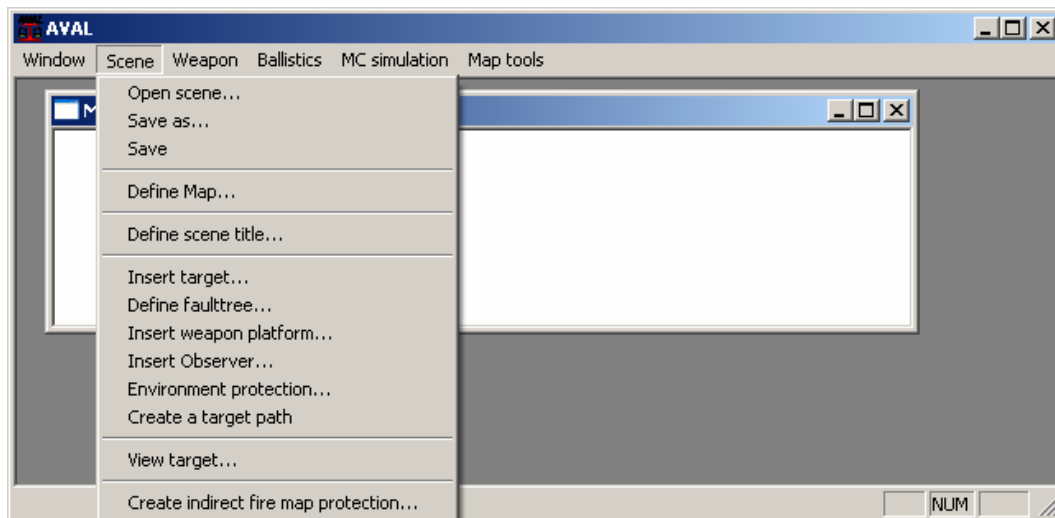 AVAL
Window Scene Weapon Ballistics MC simulation Map tools
Open scene...
Save as...
Save
Define Map...
Define scene title...
Insert target...
Define faulttree...
Insert weapon platform...
Insert Observer...
Environment protection...
Create a target path
View target...
Create indirect fire map protection...
NUM